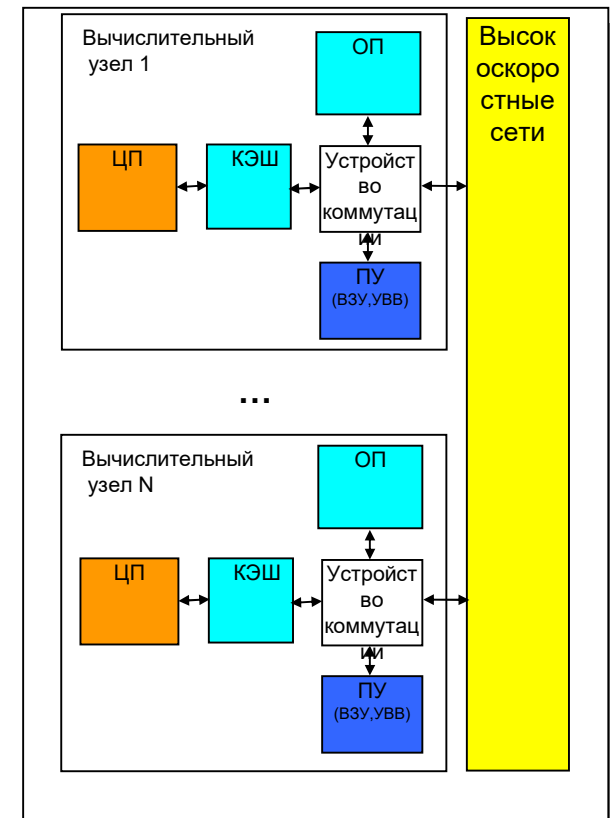 Вычислительный
узел 1
ОП
ЦП
КЭШ
Устройст
во
коммутац
ии
ПУ
(ВЗУ,УВВ)
Высок
оскоро
стные
сети
...
Вычислительный
узел N
ОП
ЦП
КЭШ
Устройст
во
коммутац
ии
ПУ
(ВЗУ,УВВ)